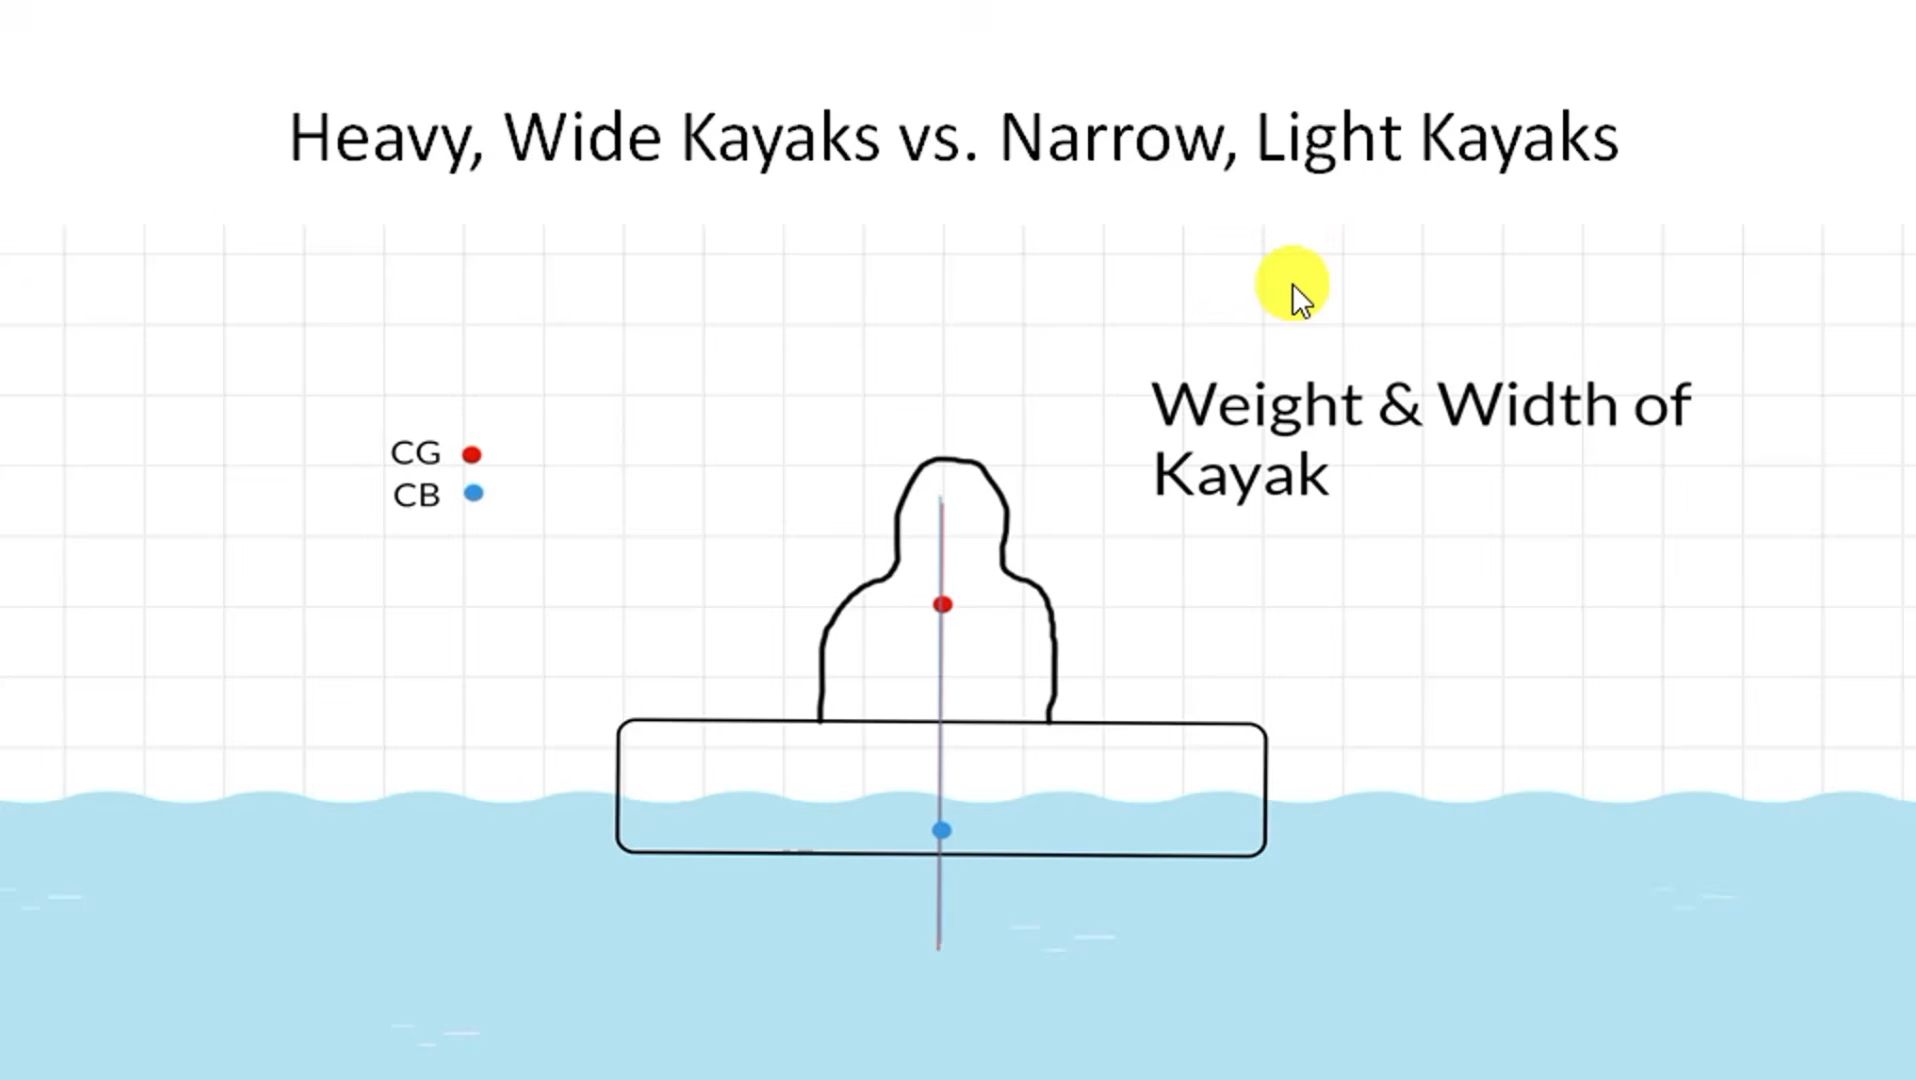 Heavy, Wide Kayaks vs. Narrow, Light Kayaks
Weight & Width of
Kayak
CG
CB